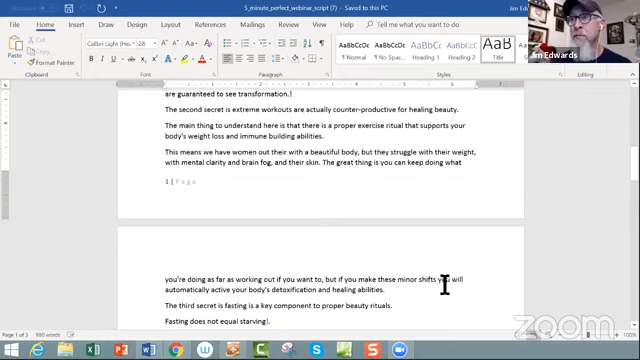 5_minute_perfect_webinar_script (7) - Saved to this PC
Jim Ed
File
Home
Insert
Design
Layout
References
Mailings
Review
View
Help
Tell me what you want to do
Cut
Copy
Format Painter
Paste
Clipboard
Calibri Light (Hea
28
Font
Paragraph
AaBbCcDc
AaBbCcDc
AaBbCc
AaBbCcC
AaB
¶ Normal
¶ No Spac...
Heading 1
Heading 2
Title
Styles
Editing
Jim Edwards
are guaranteed to see transformation.!
The second secret is extreme workouts are actually counter-productive for healing beauty.
The main thing to understand here is that there is a proper exercise ritual that supports your
body's weight loss and immune building abilities.
This means we have women out their with a beautiful body, but they struggle with their weight,
with mental clarity and brain fog, and their skin. The great thing is you can keep doing what
1 | Page
you're doing as far as working out if you want to, but if you make these minor shifts you will
automatically active your body's detoxification and healing abilities.
The third secret is fasting is a key component to proper beauty rituals.
Fasting does not equal starving!.
Page 1 of 3
980 words
100%
zoom